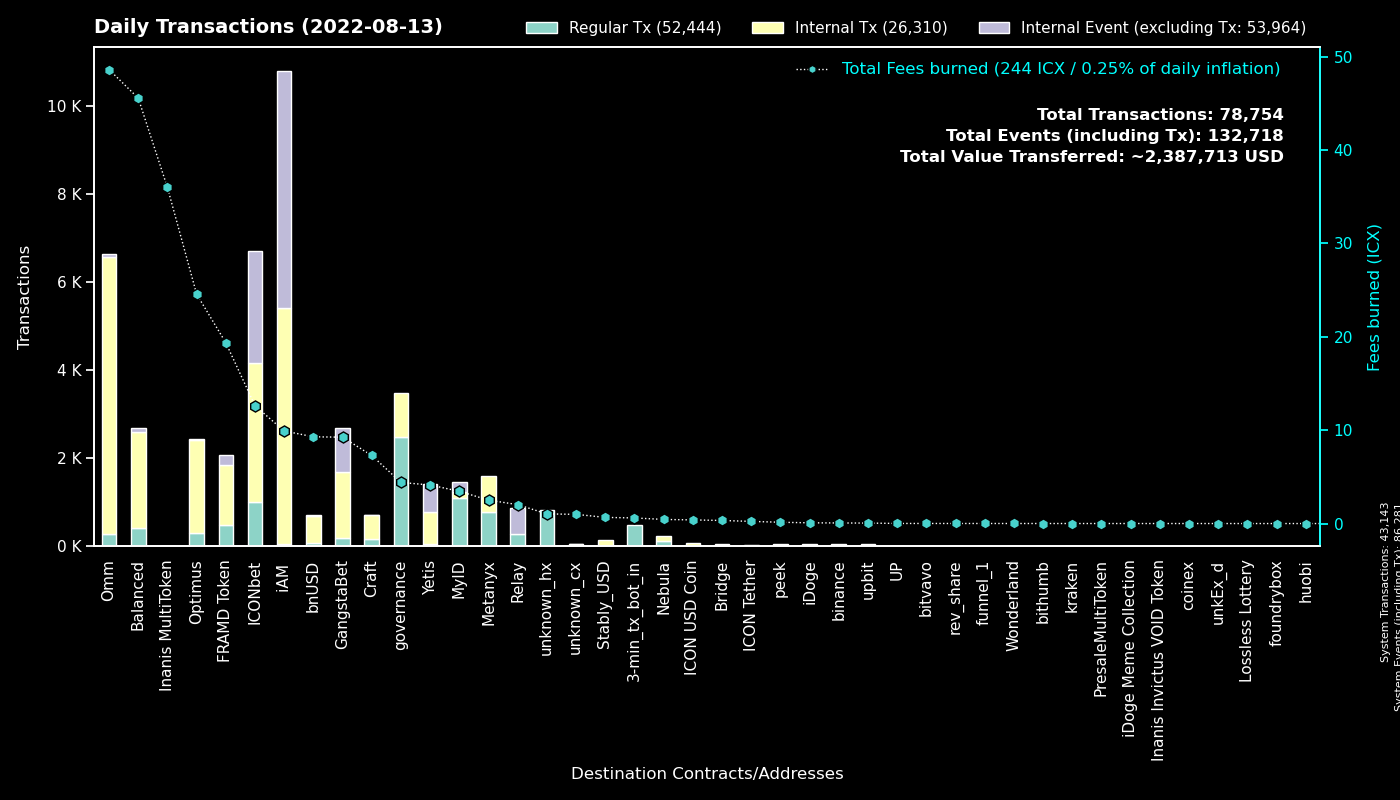 Daily Transactions (2022-08-13)
Regular Tx (52,444)
Internal Tx (26,310)
Internal Event (excluding Tx: 53,964)
Total Fees burned (244 ICX / 0.25% of daily inflation)
Total Transactions: 78,754
Total Events (including Tx): 132,718
Total Value Transferred: ~2,387,713 USD
Transactions
10 K
8 K
6 K
4 K
2 K
0 K
50
40
30
20
10
0
Fees burned (ICX)
Omm
Balanced
Inanis MultiToken
Optimus
FRAMD Token
ICONbet
iAM
bnUSD
GangstaBet
Craft
governance
Yetis
MyID
Metanyx
Relay
unknown_hx
unknown_cx
Stably_USD
3-min_tx_bot_in
Nebula
ICON USD Coin
Bridge
ICON Tether
peek
iDoge
binance
upbit
UP
bitvavo
rev_share
funnel_1
Wonderland
bithumb
kraken
PresaleMultiToken
iDoge Meme Collection
Inanis Invictus VOID Token
coinex
unkEx_d
Lossless Lottery
foundrybox
huobi
Destination Contracts/Addresses
System Transactions: 43,143
System Events (including Tx): 86,281